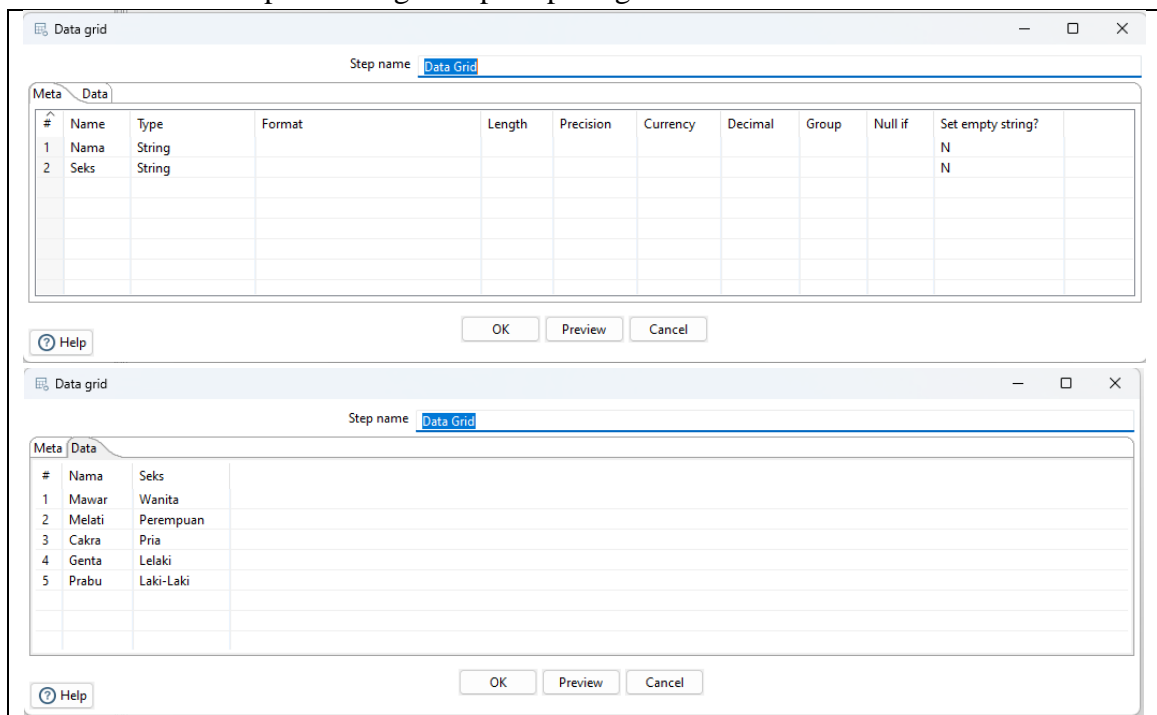 Data grid
Step name Data Grid
Meta Data
# Name Type Format Length Precision Currency Decimal Group Null if Set empty string?
1 Nama String N
2 Seks String N
OK Preview Cancel
Help
Data grid
Step name Data Grid
Meta Data
# Nama Seks
1 Mawar Wanita
2 Melati Perempuan
3 Cakra Pria
4 Genta Lelaki
5 Prabu Laki-Laki
OK Preview Cancel
Help